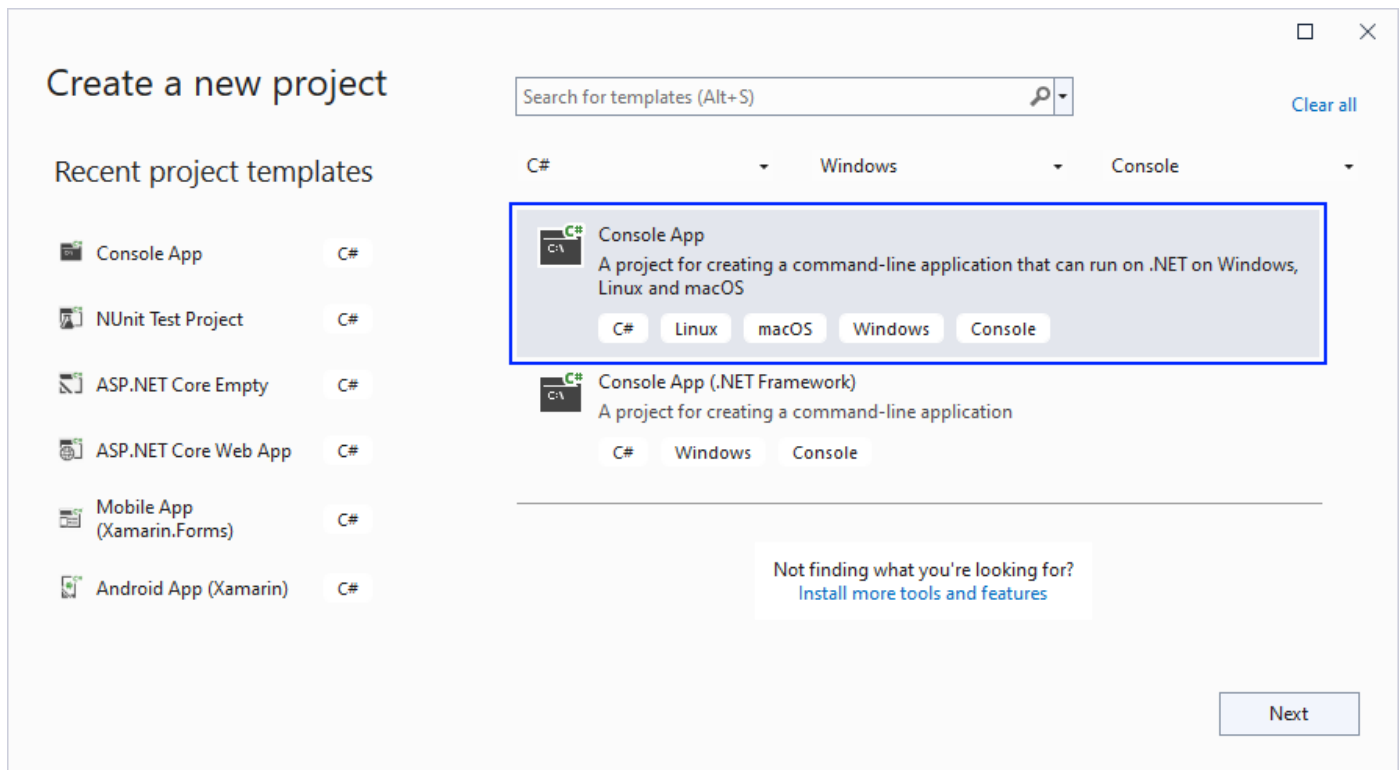 Create a new project
Search for templates (Alt+S)
Clear all
Recent project templates
C#
Windows
Console
Console App
C#
NUnit Test Project
C#
ASP.NET Core Empty
C#
ASP.NET Core Web App
C#
Mobile App
(Xamarin.Forms)
C#
Android App (Xamarin)
C#
C#
C:\
Console App
A project for creating a command-line application that can run on .NET on Windows,
Linux and macOS
C# Linux macOS Windows Console
C#
C:\
Console App (.NET Framework)
A project for creating a command-line application
C# Windows Console
Not finding what you're looking for?
Install more tools and features
Next